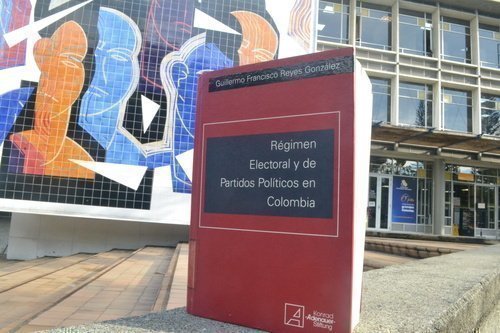 Guillermo Francisco Reyes González
Régimen
Electoral y de
Partidos Políticos en
Colombia
Konrad
-Adenauer-
Stiftung